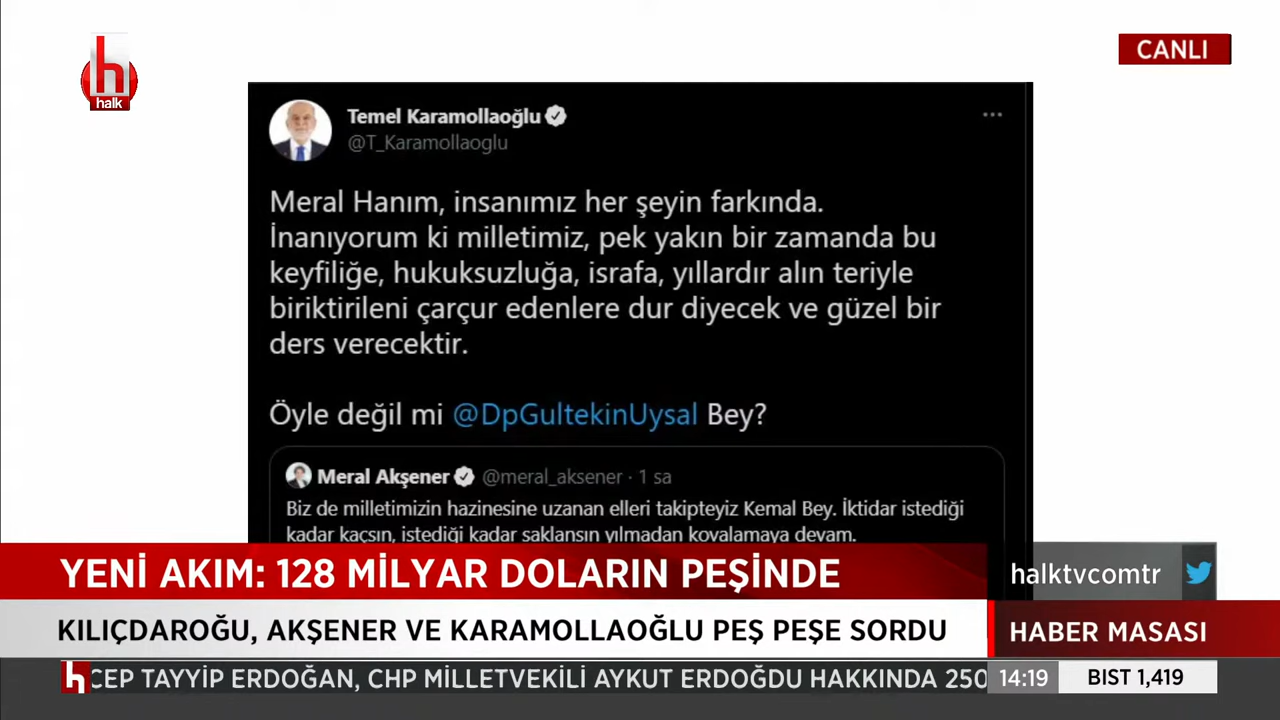 h
halk
CANLI
Temel Karamollaoğlu
@T_Karamollaoglu
Meral Hanım, insanımız her şeyin farkında.
İnanıyorum ki milletimiz, pek yakın bir zamanda bu
keyfiliğe, hukuksuzluğa, israfa, yıllardır alın teriyle
biriktirileni çarçur edenlere dur diyecek ve güzel bir
ders verecektir.
Öyle değil mi @DpGultekinUysal Bey?
Meral Akşener @meral_aksener · 1 sa
Biz de milletimizin hazinesine uzanan elleri takipteyiz Kemal Bey. İktidar istediği
kadar kaçsın, istediği kadar saklansın yılmadan kovalamaya devam.
YENİ AKIM: 128 MİLYAR DOLARIN PEŞİNDE
halktvcomtr
KILIÇDAROĞU, AKŞENER VE KARAMOLLAOĞLU PEŞ PEŞE SORDU
HABER MASASI
h CEP TAYYİP ERDOĞAN, CHP MİLLETVEKİLİ AYKUT ERDOĞDU HAKKINDA 250
14:19
BIST 1,419